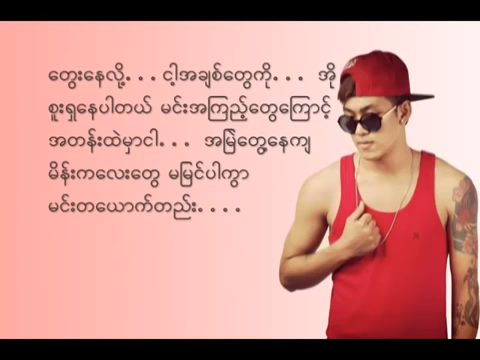 တွေးနေလို့. . . ငါ့အချစ်တွေကို. . . အို
စူးရှနေပါတယ် မင်းအကြည့်တွေကြောင့်
အတန်းထဲမှာငါ. . . အမြဲတွေ့နေကျ
မိန်းကလေးတွေ မမြင်ပါကွာ
မင်းတယောက်တည်း. . . .